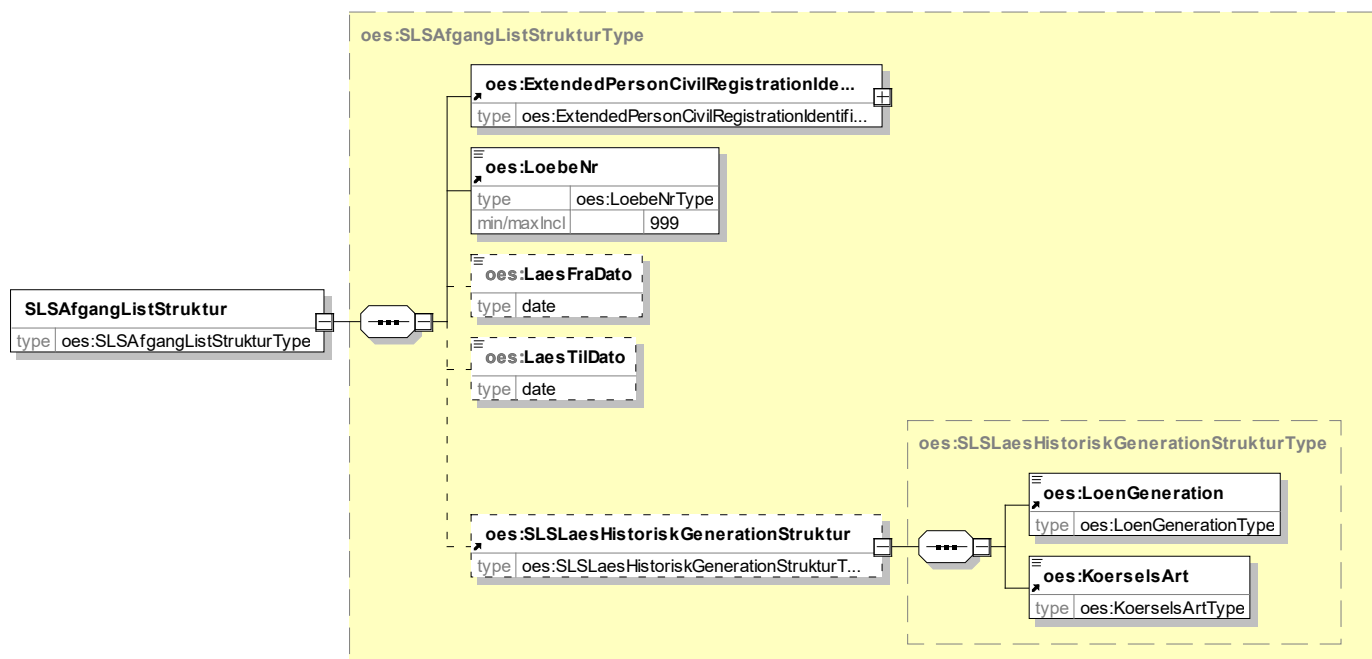 oes:SLSAfgangListStrukturType
oes:ExtendedPersonCivilRegistrationIde...
type oes:ExtendedPersonCivilRegistrationIdentifi...
oes:LoebeNr
type oes:LoebeNrType
min/maxIncl 999
oes:LaesFraDato
type date
SLSAfgangListStruktur
type oes:SLSAfgangListStrukturType
oes:LaesTilDato
type date
oes:SLSLaesHistoriskGenerationStrukturType
oes:LoenGeneration
type oes:LoenGenerationType
oes:SLSLaesHistoriskGenerationStruktur
type oes:SLSLaesHistoriskGenerationStrukturT...
oes:KoerselsArt
type oes:KoerselsArtType